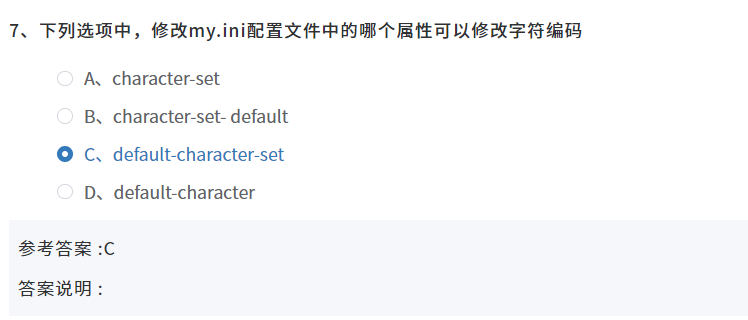 7、下列选项中，修改my.ini配置文件中的哪个属性可以修改字符编码
A、character-set
B、character-set- default
C、default-character-set
D、default-character
参考答案 :C
答案说明 :